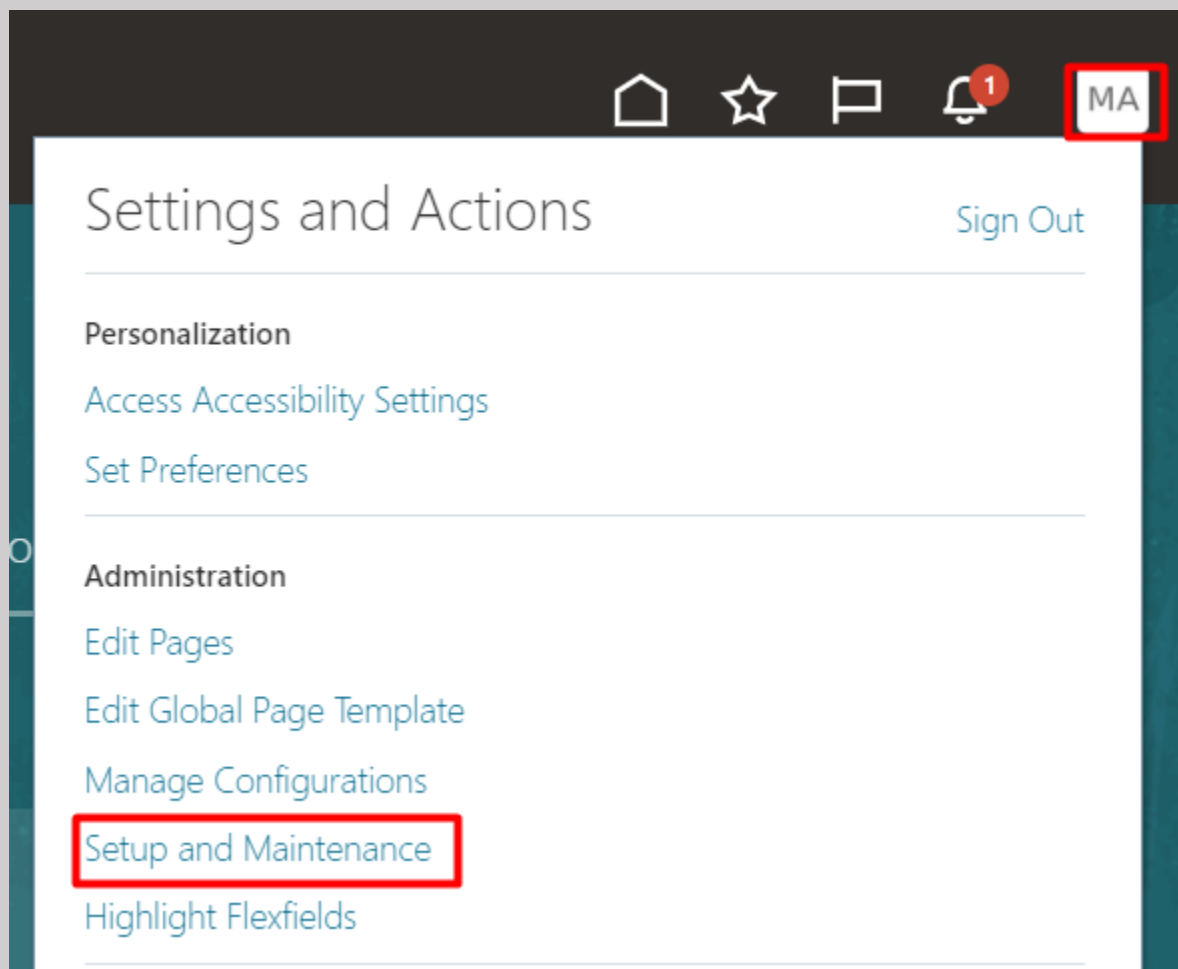 1
MA
Settings and Actions
Sign Out
Personalization
Access Accessibility Settings
Set Preferences
Administration
Edit Pages
Edit Global Page Template
Manage Configurations
Setup and Maintenance
Highlight Flexfields